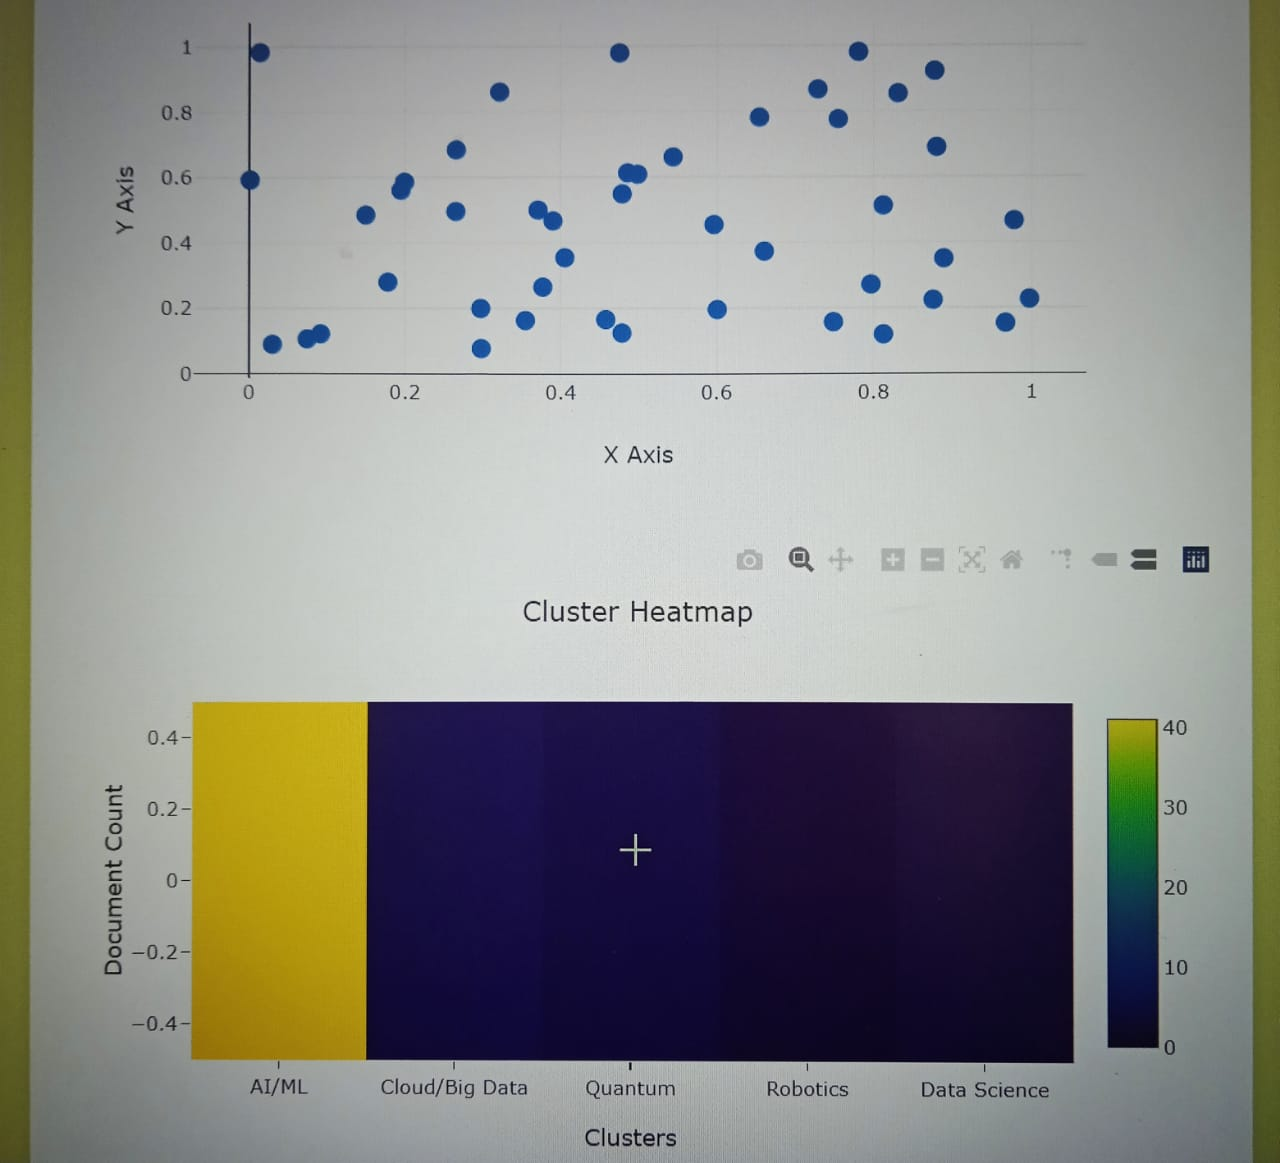 1
0.8
0.6
0.4
0.2
0
Y Axis
0 0.2 0.4 0.6 0.8 1
X Axis
Cluster Heatmap
0.4
0.2
0
−0.2
−0.4
Document Count
40
30
20
10
0
AI/ML Cloud/Big Data Quantum Robotics Data Science
Clusters